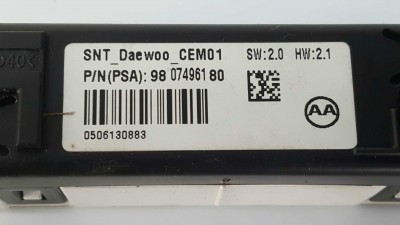 SNT_Daewoo_CEM01 SW:2.0 HW:2.1
P/N(PSA): 98 074961 80
AA
0506130883